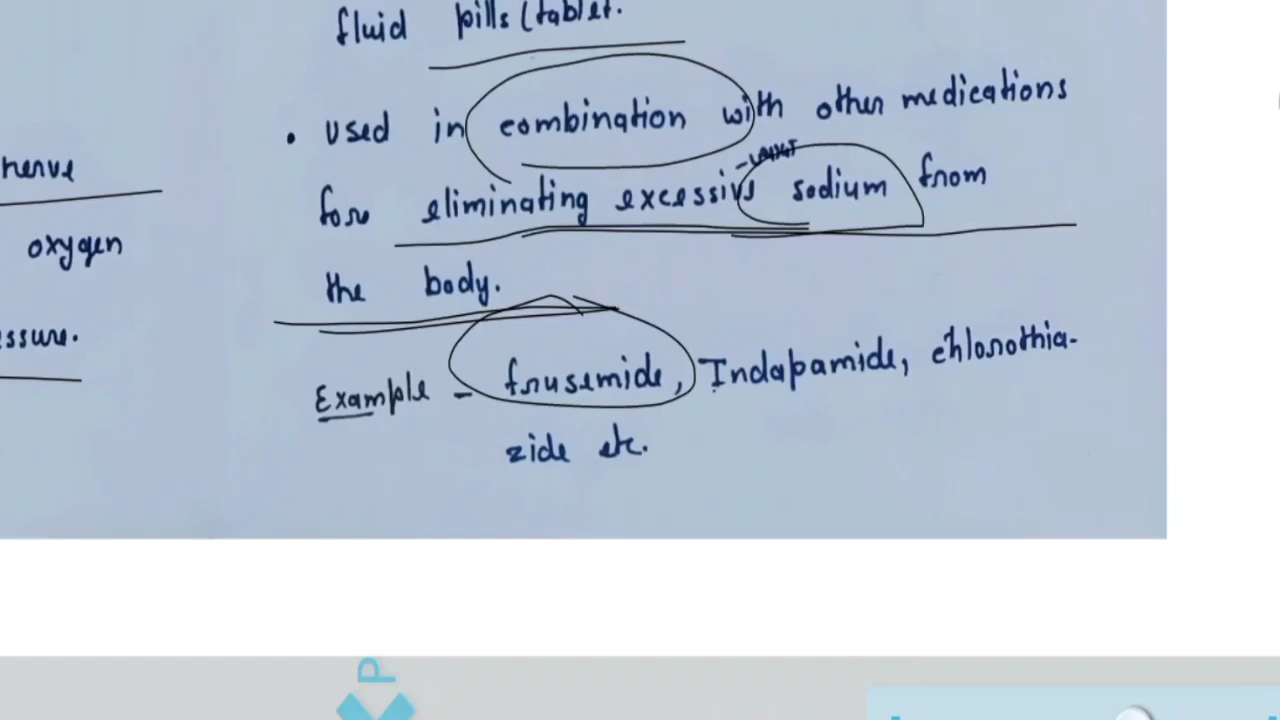 fluid pills (tablet.
• used in combination with other medications
for eliminating excessive sodium from
the body.
Example - frusemide, Indapamide, chlorothia-
zide etc.
nerve
oxygen
essure.
P